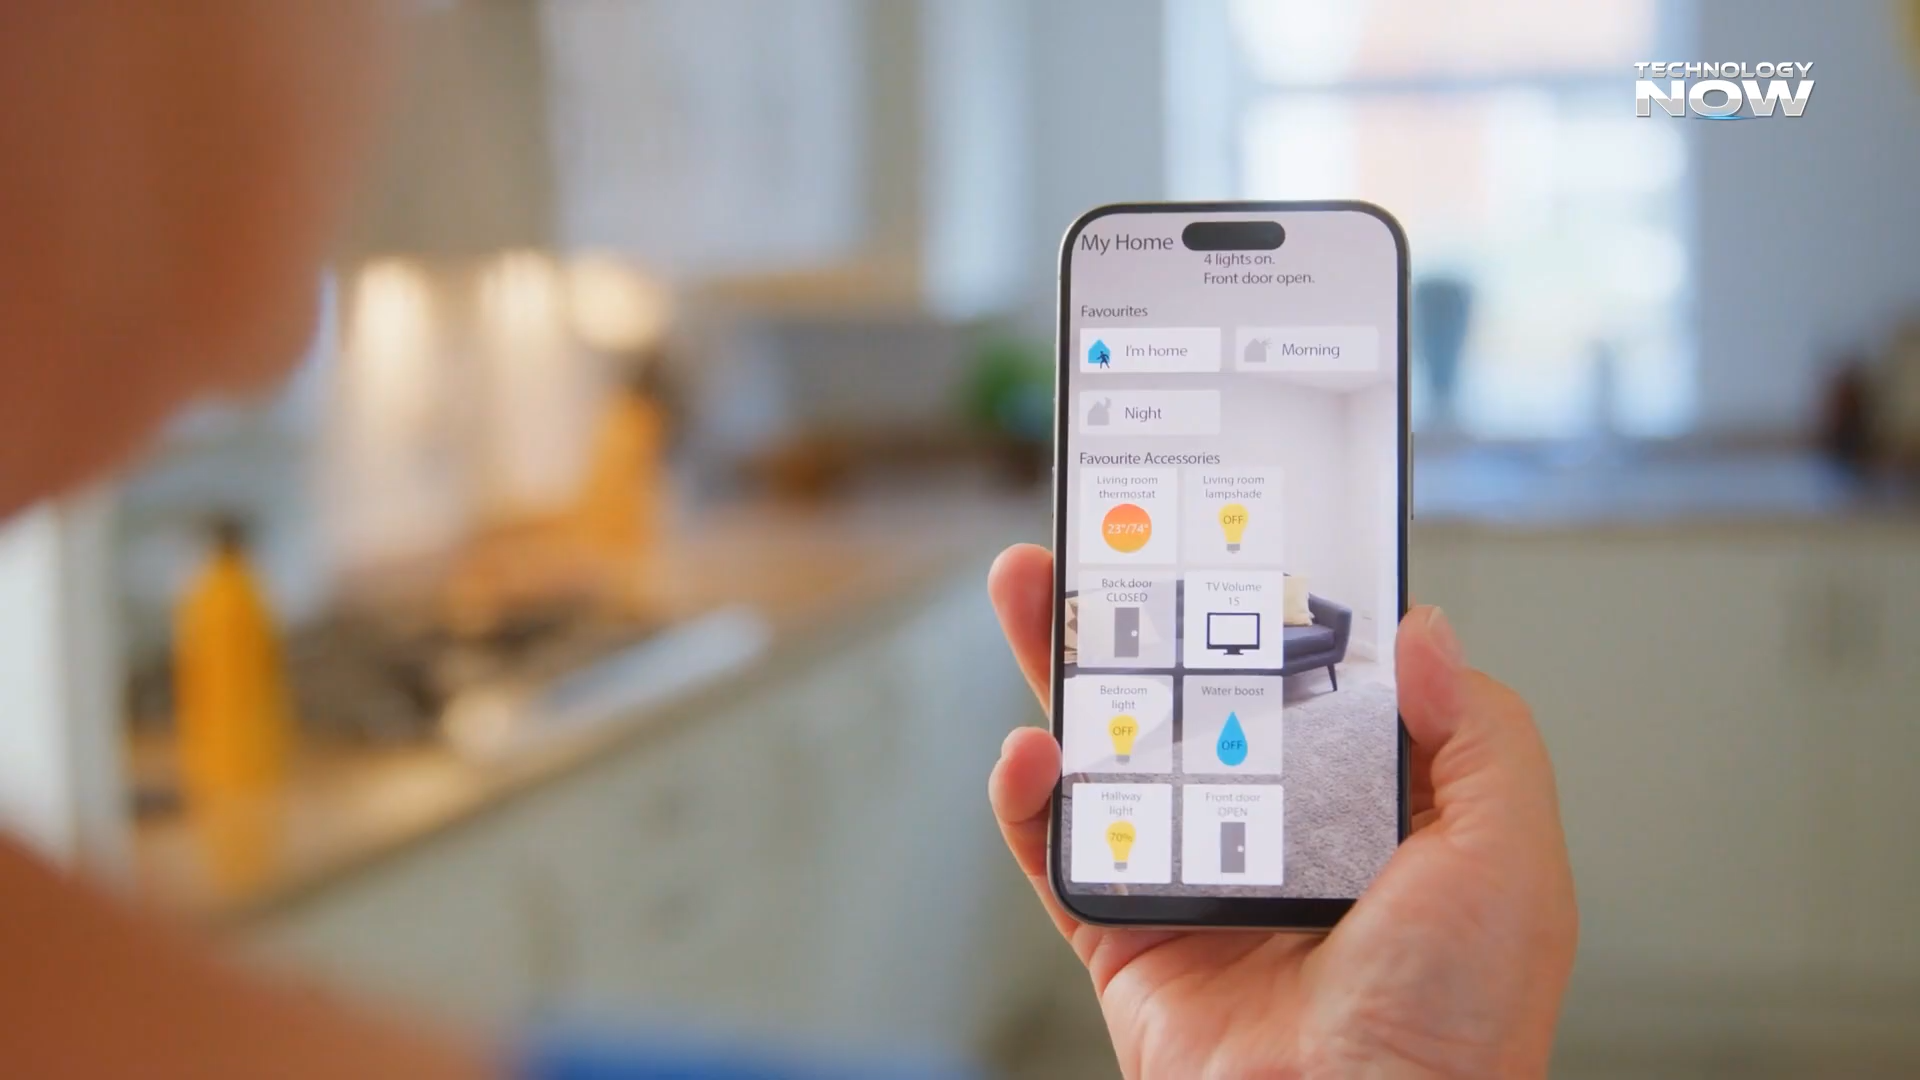 TECHNOLOGY
NOW
My Home
4 lights on.
Front door open.
Favourites
I'm home
Morning
Night
Favourite Accessories
Living room
thermostat
23°/74°
Living room
lampshade
OFF
Back door
CLOSED
TV Volume
15
Bedroom
light
OFF
Water boost
OFF
Hallway
light
70%
Front door
OPEN